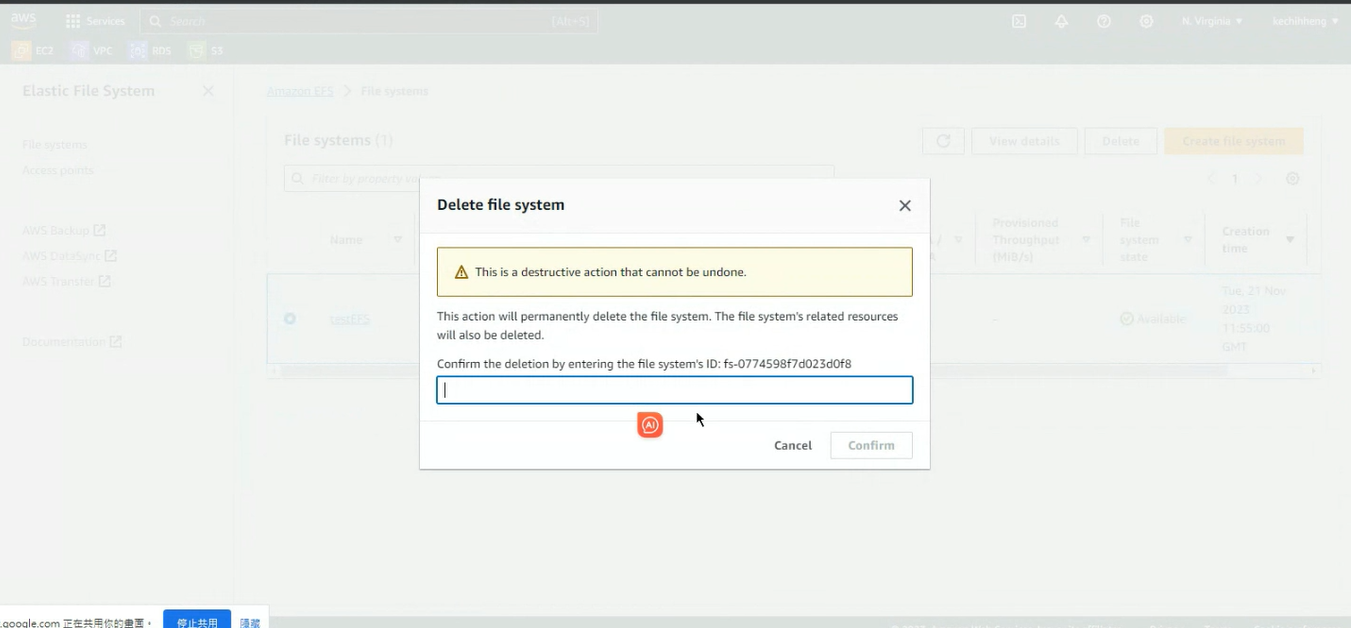 aws
Services
Search
[Alt+S]
N. Virginia
kechihheng
EC2
VPC
RDS
S3
Elastic File System
Amazon EFS
File systems
File systems (1)
View details
Delete
Create file system
File systems
Access points
Filter by property
1
Delete file system
Name
Provisioned
Throughput
(MiB/s)
File
system
state
Creation
time
AWS Backup
AWS DataSync
AWS Transfer
This is a destructive action that cannot be undone.
This action will permanently delete the file system. The file system's related resources
will also be deleted.
Confirm the deletion by entering the file system's ID: fs-0774598f7d023d0f8
testEFS
Available
Tue, 21 Nov
2023
11:55:00
GMT
Documentation
AI
Cancel
Confirm
.google.com 正在共用你的畫面。
停止共用
隱藏